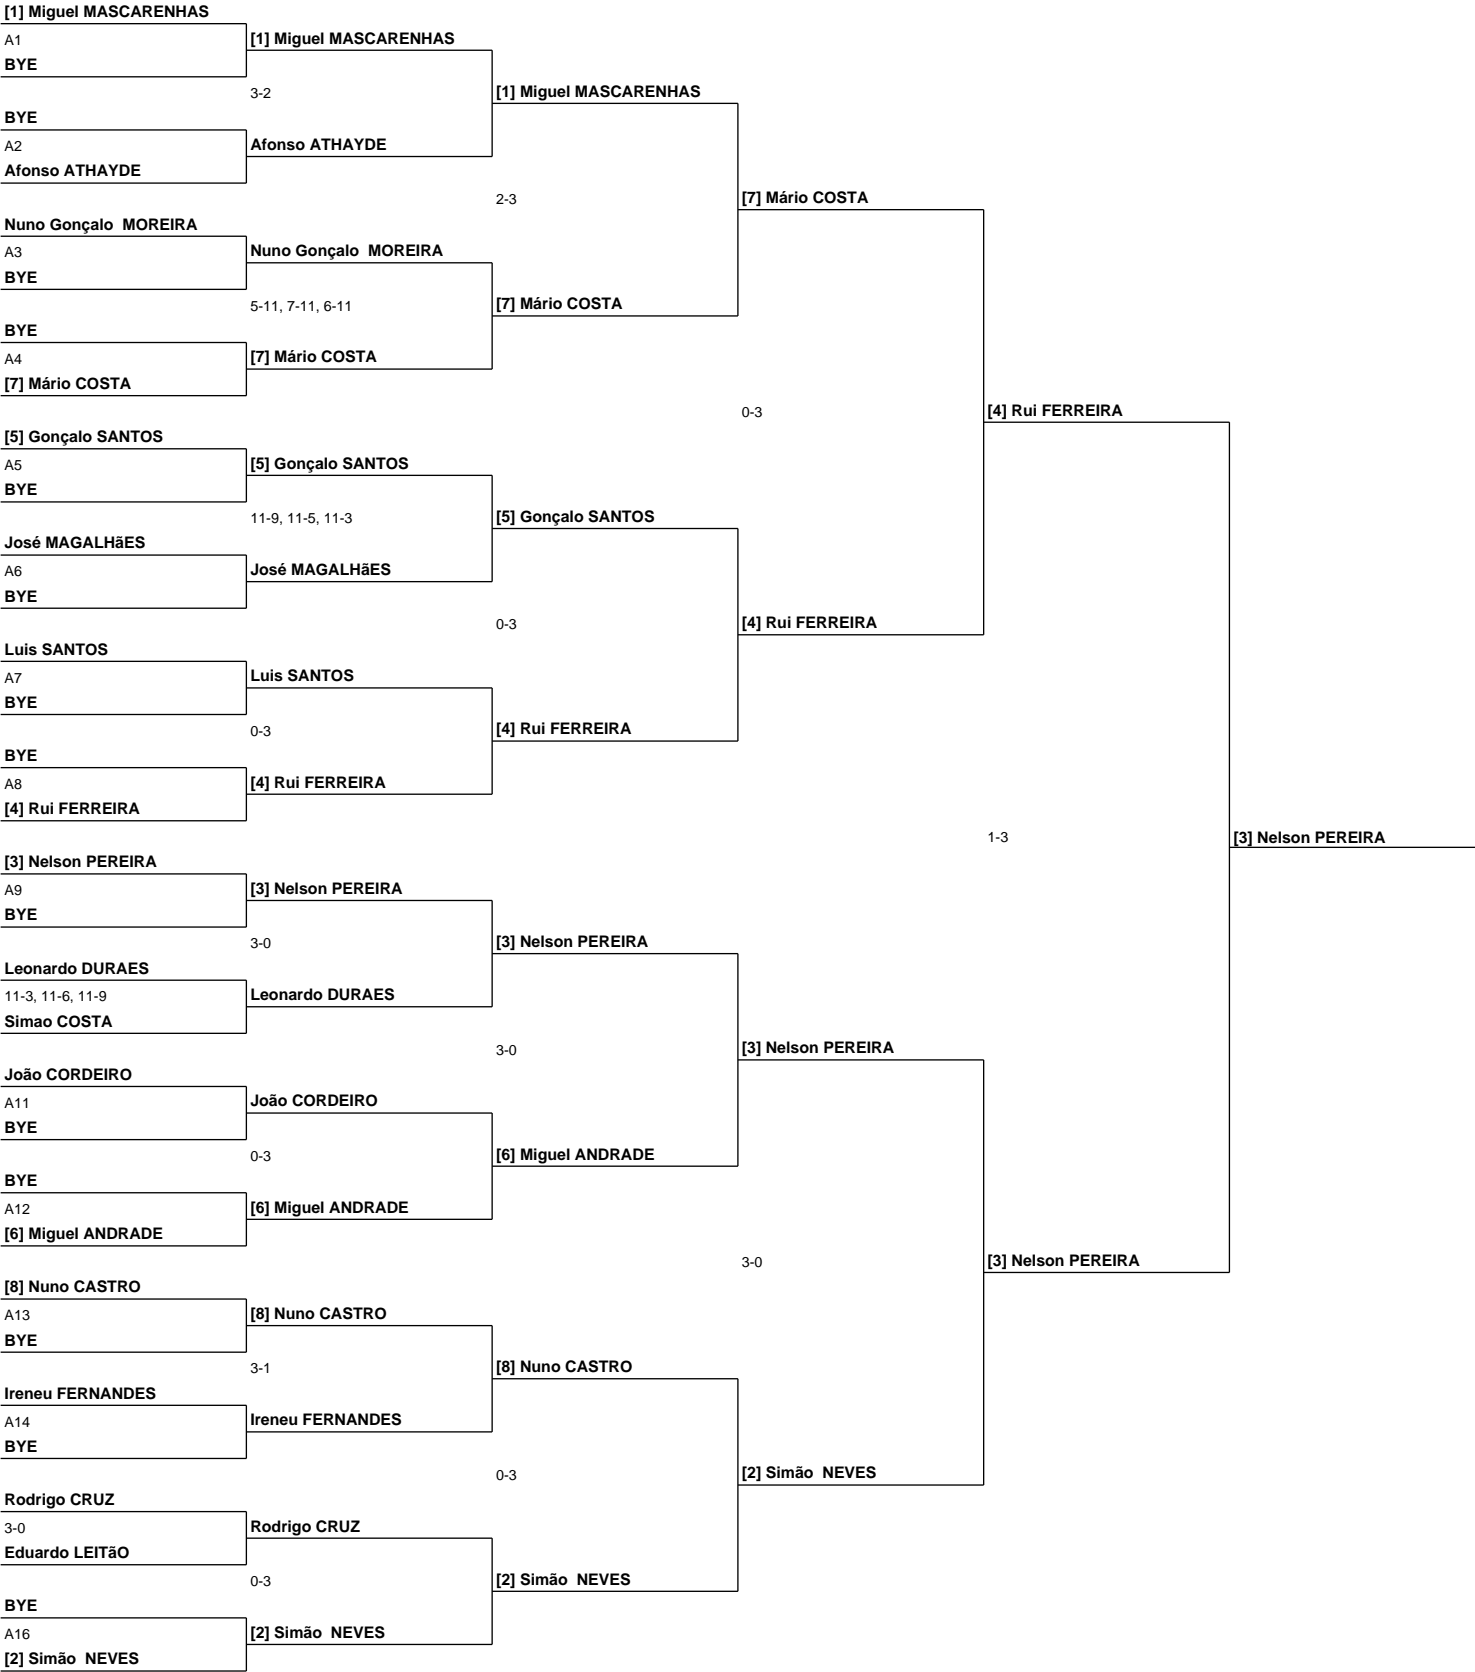 [1] Miguel MASCARENHAS
A1
[1] Miguel MASCARENHAS
BYE
3-2
[1] Miguel MASCARENHAS
BYE
A2
Afonso ATHAYDE
Afonso ATHAYDE
2-3
[7] Mário COSTA
Nuno Gonçalo  MOREIRA
A3
Nuno Gonçalo  MOREIRA
BYE
5-11, 7-11, 6-11
[7] Mário COSTA
BYE
A4
[7] Mário COSTA
[7] Mário COSTA
0-3
[4] Rui FERREIRA
[5] Gonçalo SANTOS
A5
[5] Gonçalo SANTOS
BYE
11-9, 11-5, 11-3
[5] Gonçalo SANTOS
José MAGALHãES
A6
José MAGALHãES
BYE
0-3
[4] Rui FERREIRA
Luis SANTOS
A7
Luis SANTOS
BYE
0-3
[4] Rui FERREIRA
BYE
A8
[4] Rui FERREIRA
[4] Rui FERREIRA
1-3
[3] Nelson PEREIRA
[3] Nelson PEREIRA
A9
[3] Nelson PEREIRA
BYE
3-0
[3] Nelson PEREIRA
Leonardo DURAES
11-3, 11-6, 11-9
Leonardo DURAES
Simao COSTA
3-0
[3] Nelson PEREIRA
João CORDEIRO
A11
João CORDEIRO
BYE
0-3
[6] Miguel ANDRADE
BYE
A12
[6] Miguel ANDRADE
[6] Miguel ANDRADE
3-0
[3] Nelson PEREIRA
[8] Nuno CASTRO
A13
[8] Nuno CASTRO
BYE
3-1
[8] Nuno CASTRO
Ireneu FERNANDES
A14
Ireneu FERNANDES
BYE
0-3
[2] Simão  NEVES
Rodrigo CRUZ
3-0
Rodrigo CRUZ
Eduardo LEITãO
0-3
[2] Simão  NEVES
BYE
A16
[2] Simão  NEVES
[2] Simão  NEVES